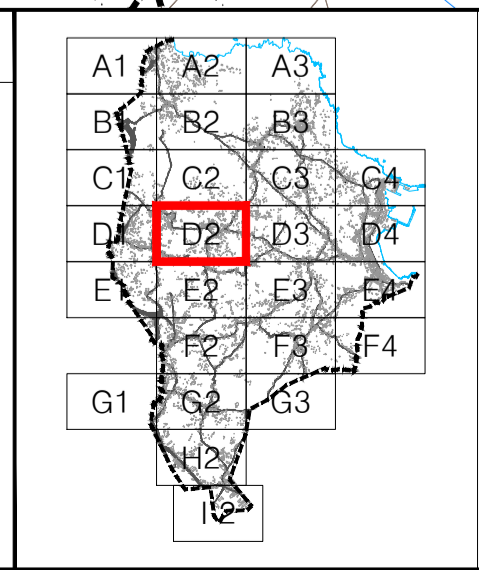 A1 A2 A3
B1 B2 B3
C1 C2 C3 C4
D1 D2 D3 D4
E1 E2 E3 E4
F2 F3 F4
G1 G2 G3
H2
I2